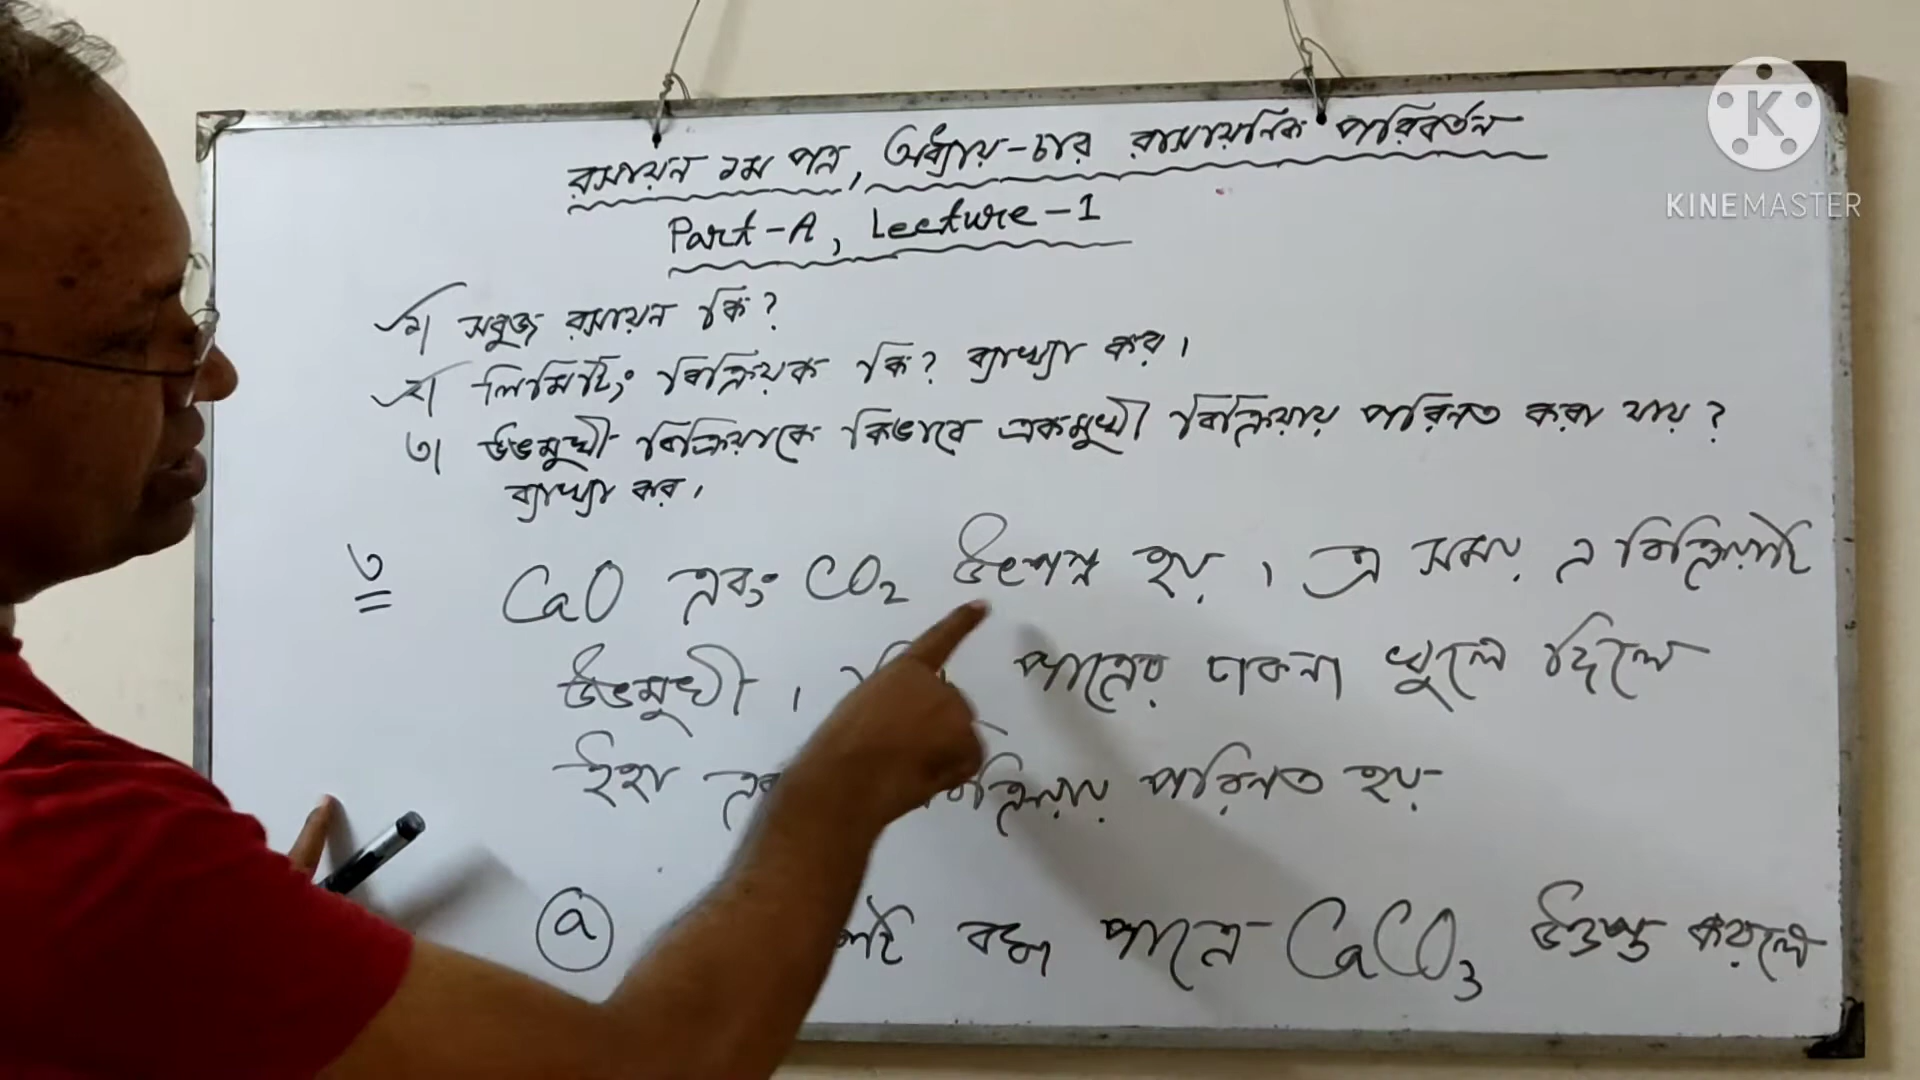 রসায়ন ১ম পত্র, অধ্যায়-চার রাসায়নিক পরিবর্তন
Part-A, Lecture-1
১। সবুজ রসায়ন কি?
২। লিমিটিং বিক্রিয়ক কি? ব্যাখ্যা কর।
৩। উভমুখী বিক্রিয়াকে কিভাবে একমুখী বিক্রিয়ায় পরিনত করা যায়?
ব্যাখ্যা কর।
৩ CaO এবং CO2 উৎপন্ন হয়। এ সময় এ বিক্রিয়াটি
উভমুখী। পাত্রের ঢাকনা খুলে দিলে
ইহা বিক্রিয়ায় পরিনত হয়
a বদ্ধ পাত্রে CaCO3 উত্তপ্ত করলে
K
KINEMASTER